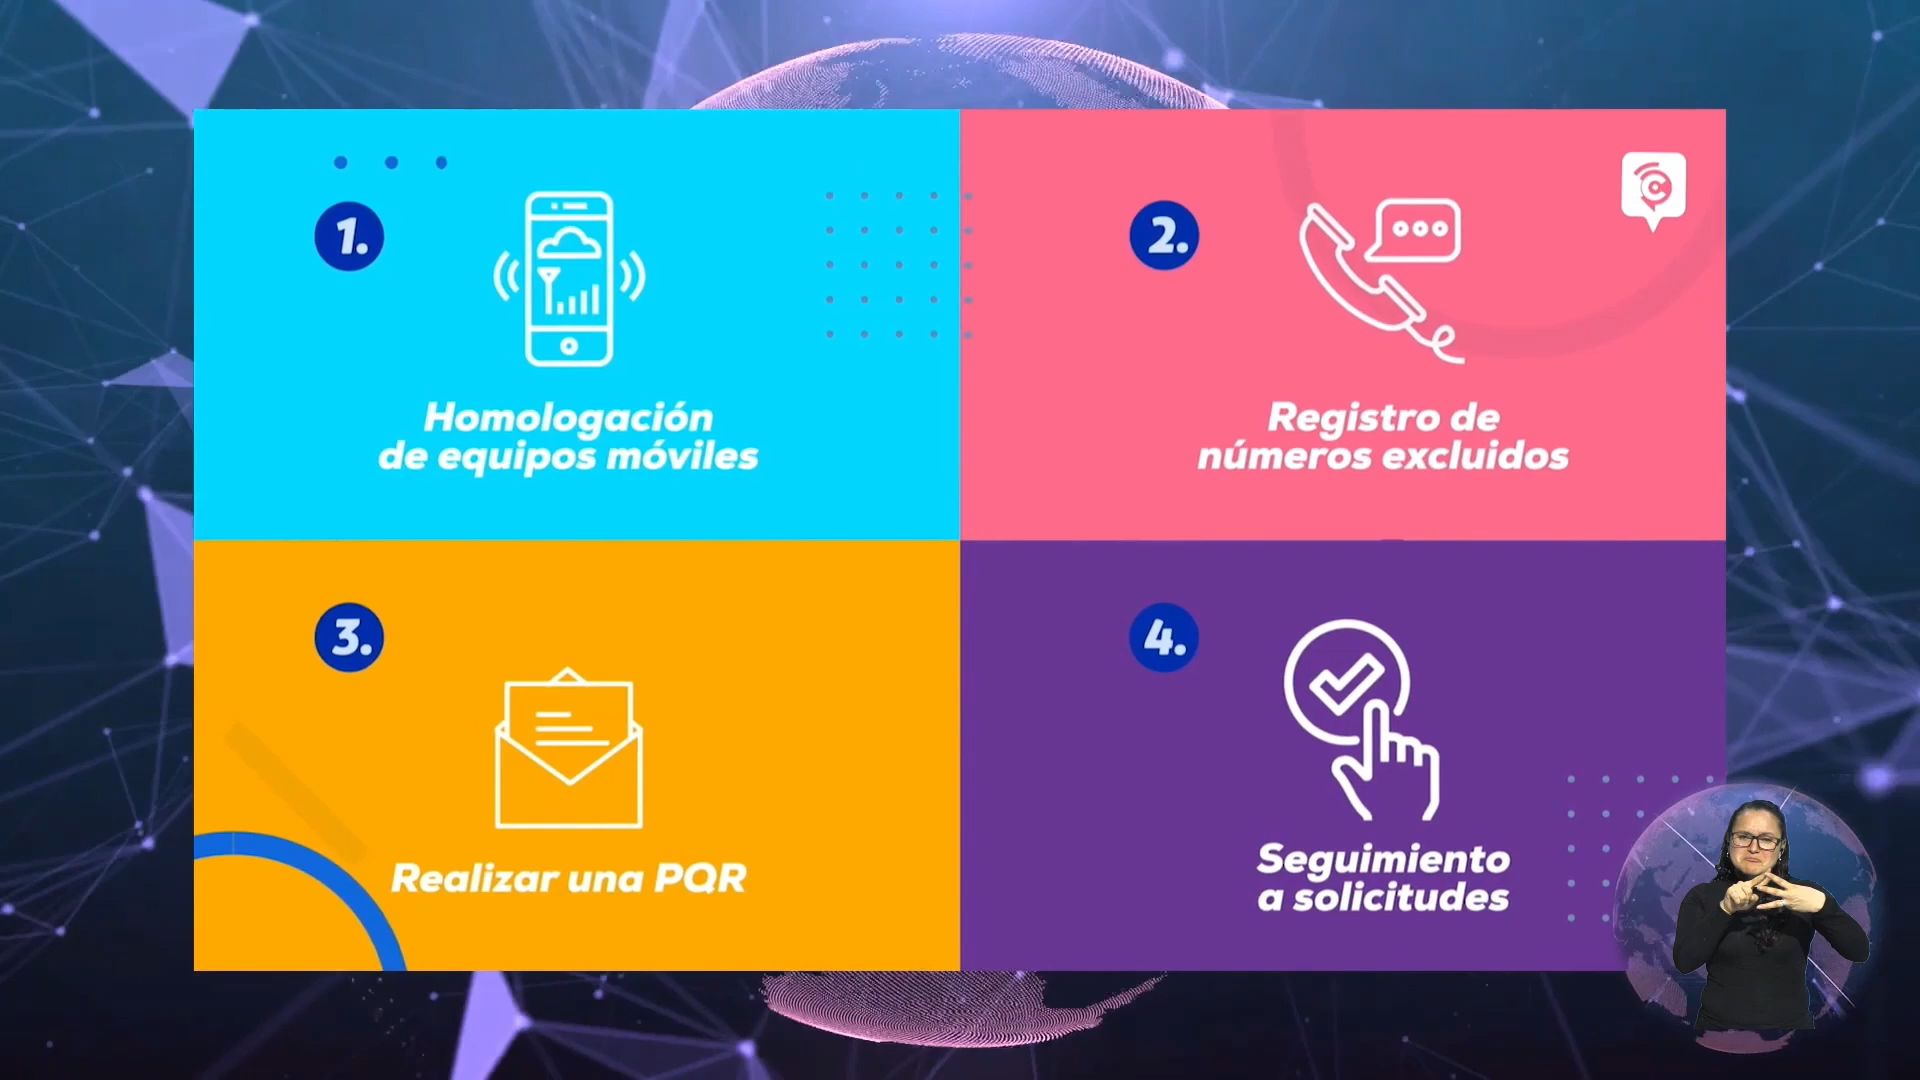 1.
Homologación
de equipos móviles
2.
Registro de
números excluidos
3.
Realizar una PQR
4.
Seguimiento
a solicitudes